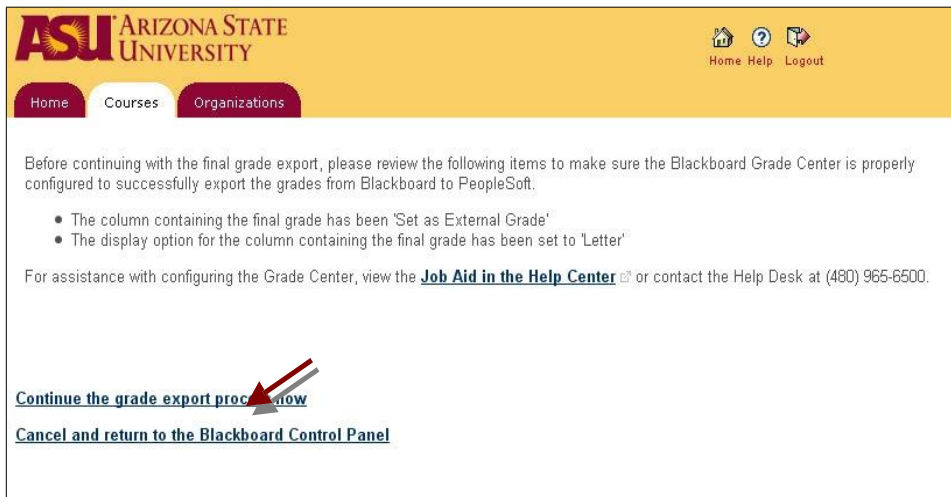 ASU ARIZONA STATE
UNIVERSITY
Home Help Logout
Home Courses Organizations
Before continuing with the final grade export, please review the following items to make sure the Blackboard Grade Center is properly
configured to successfully export the grades from Blackboard to PeopleSoft.
● The column containing the final grade has been 'Set as External Grade'
● The display option for the column containing the final grade has been set to 'Letter'
For assistance with configuring the Grade Center, view the Job Aid in the Help Center or contact the Help Desk at (480) 965-6500.
Continue the grade export now
Cancel and return to the Blackboard Control Panel